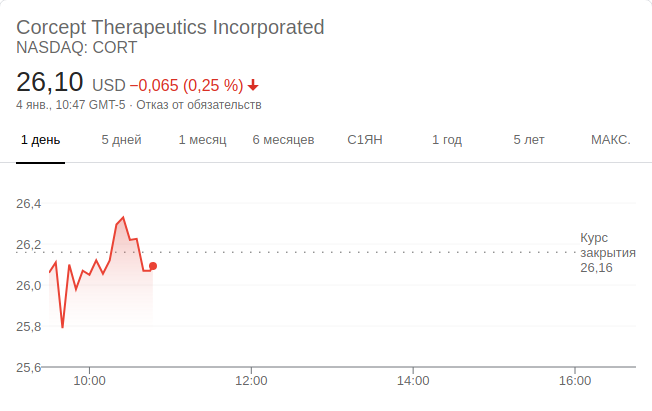 Corcept Therapeutics Incorporated
NASDAQ: CORT
26,10 USD −0,065 (0,25 %)
4 янв., 10:47 GMT-5 · Отказ от обязательств
1 день 5 дней 1 месяц 6 месяцев С1ЯН 1 год 5 лет МАКС.
26,4
26,2
26,0
25,8
25,6
Курс
закрытия
26,16
10:00 12:00 14:00 16:00